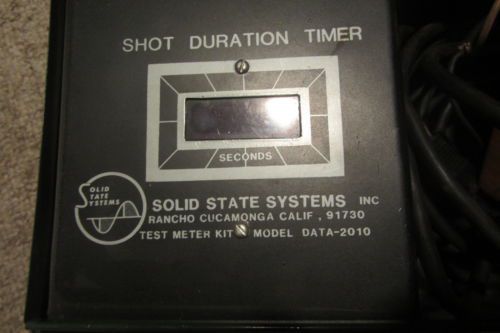 SHOT DURATION TIMER
SECONDS
SOLID STATE SYSTEMS
SOLID STATE SYSTEMS INC
RANCHO CUCAMONGA CALIF, 91730
TEST METER KIT MODEL DATA-2010